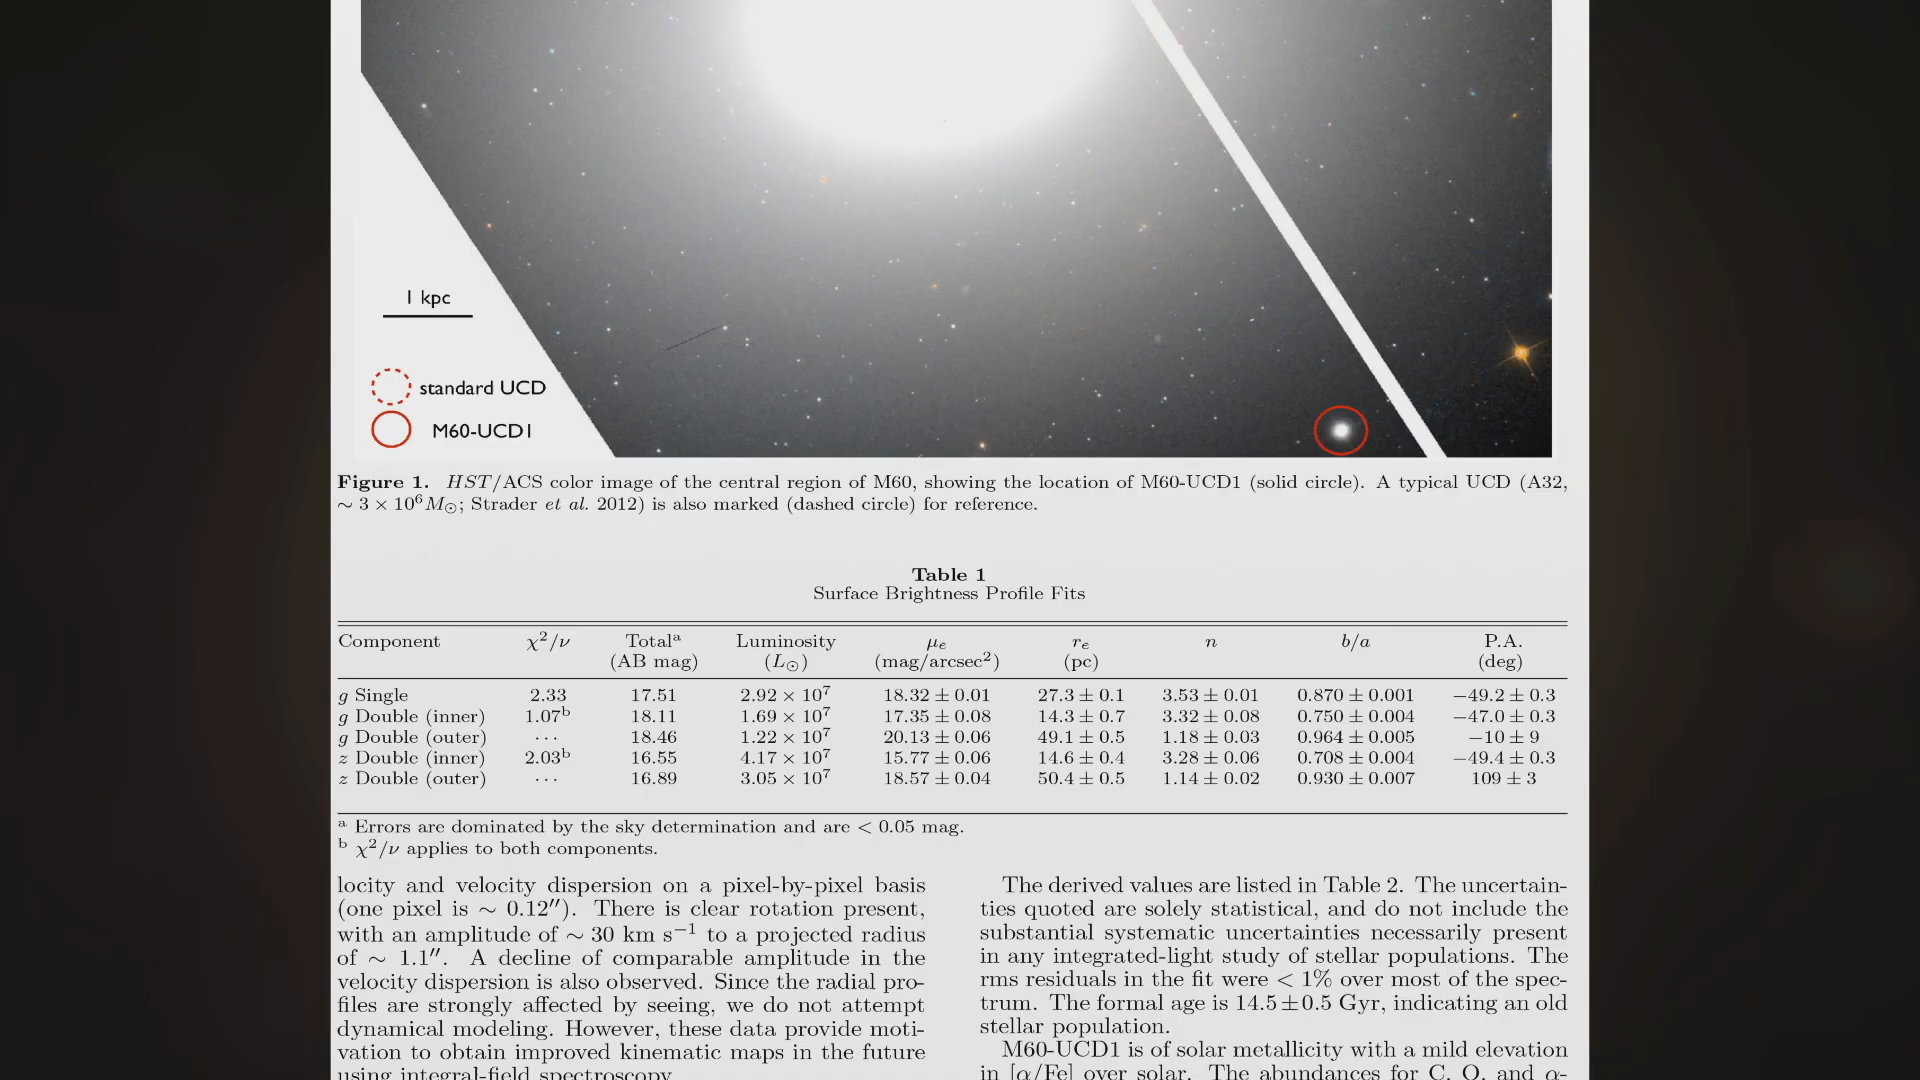 1 kpc
standard UCD
M60-UCD1
Figure 1. HST/ACS color image of the central region of M60, showing the location of M60-UCD1 (solid circle). A typical UCD (A32,
∼ 3 × 10⁶ M☉; Strader et al. 2012) is also marked (dashed circle) for reference.
Table 1
Surface Brightness Profile Fits
Component χ²/ν Totalᵃ Luminosity μₑ rₑ n b/a P.A.
(AB mag) (L☉) (mag/arcsec²) (pc) (deg)
g Single 2.33 17.51 2.92 × 10⁷ 18.32 ± 0.01 27.3 ± 0.1 3.53 ± 0.01 0.870 ± 0.001 −49.2 ± 0.3
g Double (inner) 1.07ᵇ 18.11 1.69 × 10⁷ 17.35 ± 0.08 14.3 ± 0.7 3.32 ± 0.08 0.750 ± 0.004 −47.0 ± 0.3
g Double (outer) ··· 18.46 1.22 × 10⁷ 20.13 ± 0.06 49.1 ± 0.5 1.18 ± 0.03 0.964 ± 0.005 −10 ± 9
z Double (inner) 2.03ᵇ 16.55 4.17 × 10⁷ 15.77 ± 0.06 14.6 ± 0.4 3.28 ± 0.06 0.708 ± 0.004 −49.4 ± 0.3
z Double (outer) ··· 16.89 3.05 × 10⁷ 18.57 ± 0.04 50.4 ± 0.5 1.14 ± 0.02 0.930 ± 0.007 109 ± 3
ᵃ Errors are dominated by the sky determination and are < 0.05 mag.
ᵇ χ²/ν applies to both components.
locity and velocity dispersion on a pixel-by-pixel basis
(one pixel is ∼ 0.12″). There is clear rotation present,
with an amplitude of ∼ 30 km s⁻¹ to a projected radius
of ∼ 1.1″. A decline of comparable amplitude in the
velocity dispersion is also observed. Since the radial pro-
files are strongly affected by seeing, we do not attempt
dynamical modeling. However, these data provide moti-
vation to obtain improved kinematic maps in the future
using integral-field spectroscopy.
The derived values are listed in Table 2. The uncertain-
ties quoted are solely statistical, and do not include the
substantial systematic uncertainties necessarily present
in any integrated-light study of stellar populations. The
rms residuals in the fit were < 1% over most of the spec-
trum. The formal age is 14.5 ± 0.5 Gyr, indicating an old
stellar population.
M60-UCD1 is of solar metallicity with a mild elevation
in [α/Fe] over solar. The abundances for C, O, and α-